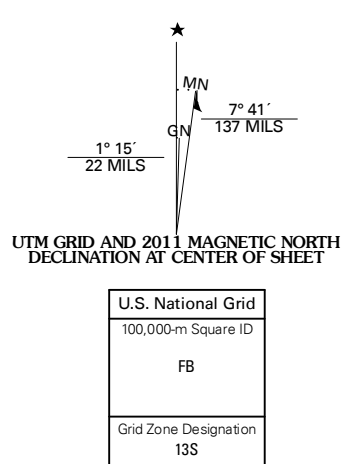 ★
MN
7° 41´
137 MILS
GN
1° 15´
22 MILS
UTM GRID AND 2011 MAGNETIC NORTH
DECLINATION AT CENTER OF SHEET
U.S. National Grid
100,000-m Square ID
FB
Grid Zone Designation
13S